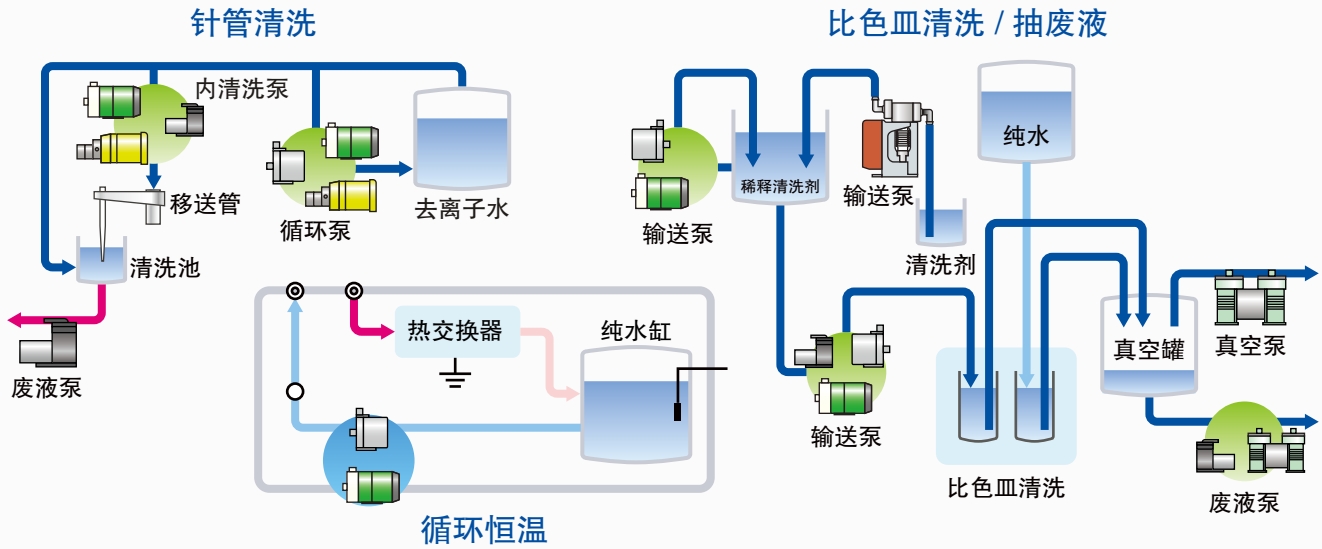 针管清洗
内清洗泵
移送管
循环泵
去离子水
清洗池
废液泵
热交换器
纯水缸
循环恒温
比色皿清洗 / 抽废液
纯水
稀释清洗剂
输送泵
输送泵
清洗剂
输送泵
真空罐
真空泵
比色皿清洗
废液泵